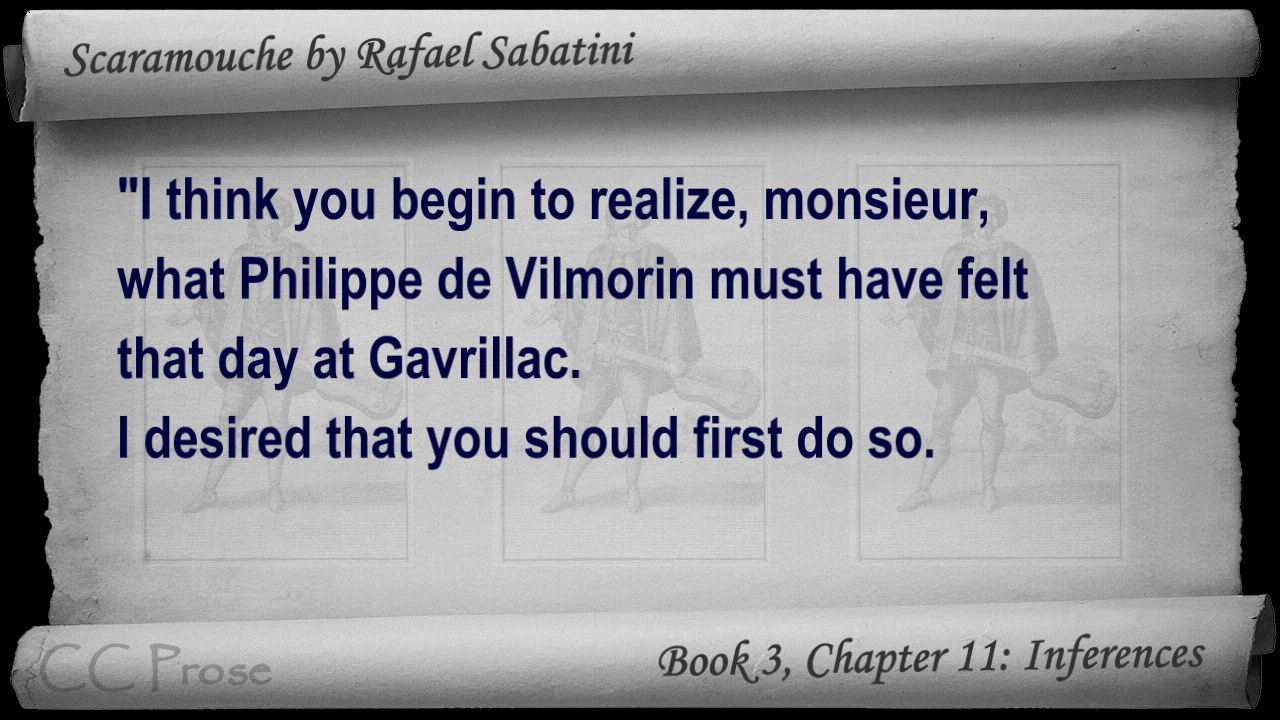 Scaramouche by Rafael Sabatini
"I think you begin to realize, monsieur,
what Philippe de Vilmorin must have felt
that day at Gavrillac.
I desired that you should first do so.
CC Prose
Book 3, Chapter 11: Inferences